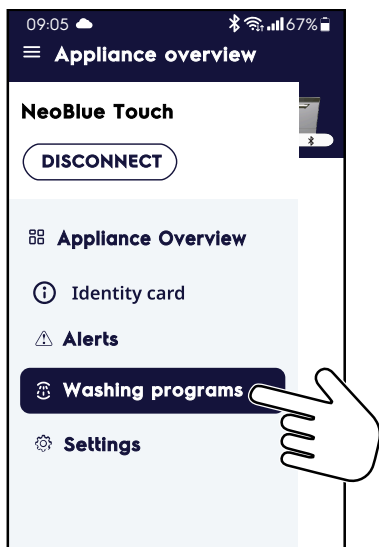 09:05 67%
Appliance overview
NeoBlue Touch
DISCONNECT
Appliance Overview
Identity card
Alerts
Washing programs
Settings